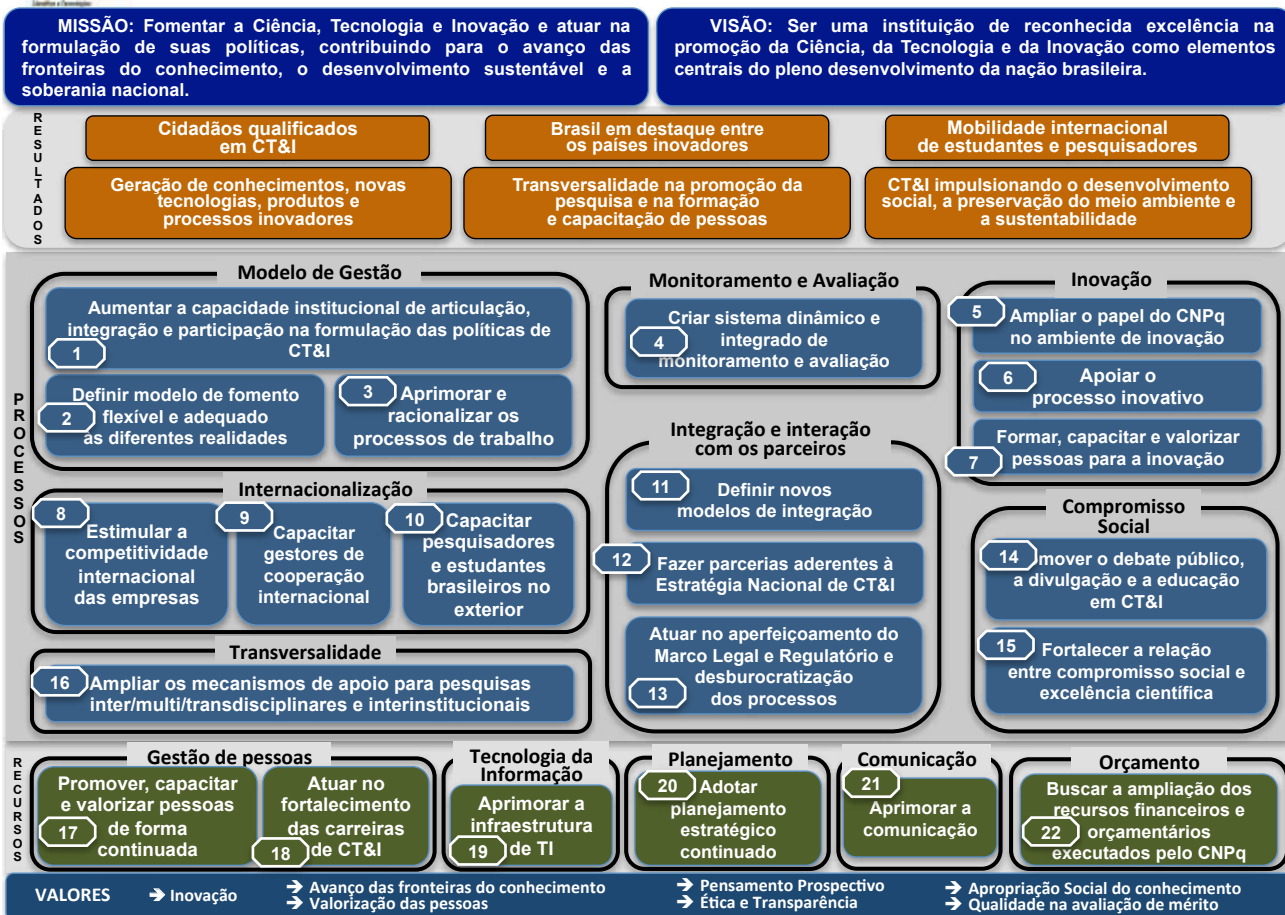 MISSÃO: Fomentar a Ciência, Tecnologia e Inovação e atuar na
formulação de suas políticas, contribuindo para o avanço das
fronteiras do conhecimento, o desenvolvimento sustentável e a
soberania nacional.
VISÃO: Ser uma instituição de reconhecida excelência na
promoção da Ciência, da Tecnologia e da Inovação como elementos
centrais do pleno desenvolvimento da nação brasileira.
RESULTADOS
Cidadãos qualificados
em CT&I
Brasil em destaque entre
os países inovadores
Mobilidade internacional
de estudantes e pesquisadores
Geração de conhecimentos, novas
tecnologias, produtos e
processos inovadores
Transversalidade na promoção da
pesquisa e na formação
e capacitação de pessoas
CT&I impulsionando o desenvolvimento
social, a preservação do meio ambiente e
a sustentabilidade
PROCESSOS
Modelo de Gestão
Aumentar a capacidade institucional de articulação,
integração e participação na formulação das políticas de
CT&I
1
Definir modelo de fomento
flexível e adequado
às diferentes realidades
2
3
Aprimorar e
racionalizar os
processos de trabalho
Monitoramento e Avaliação
Criar sistema dinâmico e
integrado de
monitoramento e avaliação
4
Inovação
5
Ampliar o papel do CNPq
no ambiente de inovação
6
Apoiar o
processo inovativo
Formar, capacitar e valorizar
pessoas para a inovação
7
Internacionalização
8
Estimular a
competitividade
internacional
das empresas
9
Capacitar
gestores de
cooperação
internacional
10
Capacitar
pesquisadores
e estudantes
brasileiros no
exterior
Integração e interação
com os parceiros
11
Definir novos
modelos de integração
12
Fazer parcerias aderentes à
Estratégia Nacional de CT&I
Atuar no aperfeiçoamento do
Marco Legal e Regulatório e
desburocratização
dos processos
13
Compromisso
Social
14
mover o debate público,
a divulgação e a educação
em CT&I
15
Fortalecer a relação
entre compromisso social e
excelência científica
Transversalidade
16
Ampliar os mecanismos de apoio para pesquisas
inter/multi/transdisciplinares e interinstitucionais
RECURSOS
Gestão de pessoas
Promover, capacitar
e valorizar pessoas
de forma
continuada
17
Atuar no
fortalecimento
das carreiras
de CT&I
18
Tecnologia da
Informação
Aprimorar a
infraestrutura
de TI
19
Planejamento
20
Adotar
planejamento
estratégico
continuado
Comunicação
21
Aprimorar a
comunicação
Orçamento
Buscar a ampliação dos
recursos financeiros e
orçamentários
executados pelo CNPq
22
VALORES
➔ Inovação
➔ Avanço das fronteiras do conhecimento
➔ Valorização das pessoas
➔ Pensamento Prospectivo
➔ Ética e Transparência
➔ Apropriação Social do conhecimento
➔ Qualidade na avaliação de mérito